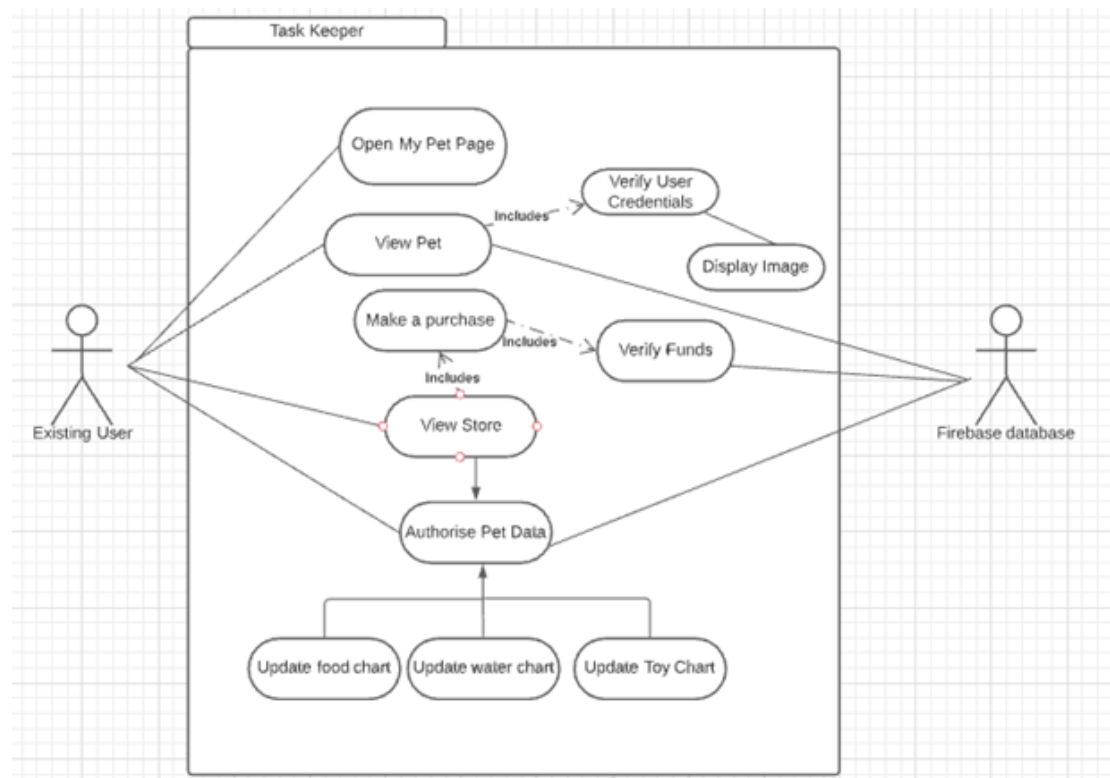 Task Keeper
Open My Pet Page
Verify User
Credentials
Includes
View Pet
Display Image
Make a purchase
Includes
Verify Funds
Includes
View Store
Existing User
Firebase database
Authorise Pet Data
Update food chart
Update water chart
Update Toy Chart